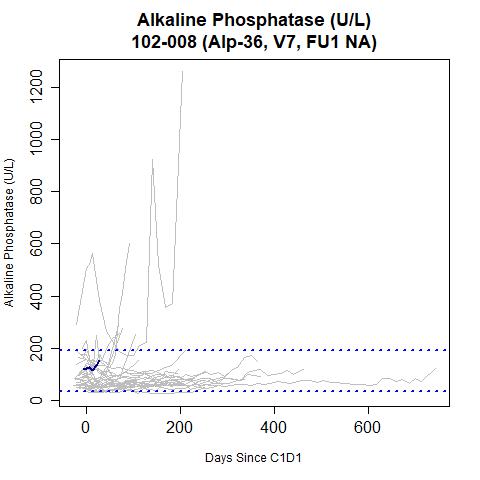 Alkaline Phosphatase (U/L)
102-008 (Alp-36, V7, FU1 NA)
Alkaline Phosphatase (U/L)
1200
1000
800
600
400
200
0
0 200 400 600
Days Since C1D1